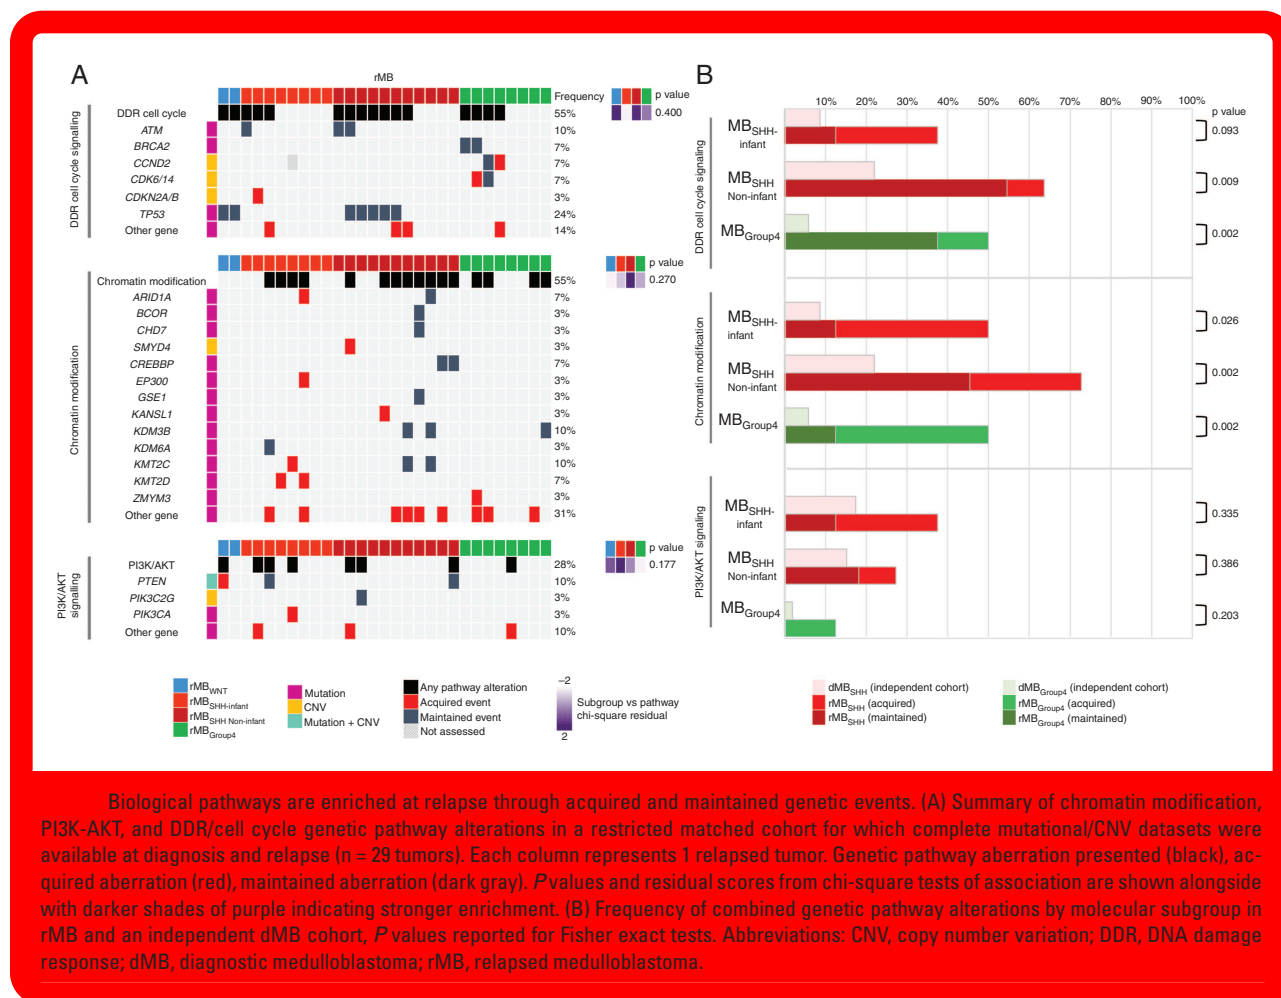 A
rMB
Frequency
p value
DDR cell cycle signalling
DDR cell cycle 55% 0.400
ATM 10%
BRCA2 7%
CCND2 7%
CDK6/14 7%
CDKN2A/B 3%
TP53 24%
Other gene 14%
p value
Chromatin modification
Chromatin modification 55% 0.270
ARID1A 7%
BCOR 3%
CHD7 3%
SMYD4 3%
CREBBP 7%
EP300 3%
GSE1 3%
KANSL1 3%
KDM3B 10%
KDM6A 3%
KMT2C 10%
KMT2D 7%
ZMYM3 3%
Other gene 31%
p value
PI3K/AKT
signalling
PI3K/AKT 28% 0.177
PTEN 10%
PIK3C2G 3%
PIK3CA 3%
Other gene 10%
rMBWNT
rMBSHH-infant
rMBSHH Non-infant
rMBGroup4
Mutation
CNV
Mutation + CNV
Any pathway alteration
Acquired event
Maintained event
Not assessed
−2
2
Subgroup vs pathway
chi-square residual
B
10% 20% 30% 40% 50% 60% 70% 80% 90% 100%
p value
DDR cell cycle signaling
MBSHH-
infant
0.093
MBSHH
Non-infant
0.009
MBGroup4
0.002
Chromatin modification
MBSHH-
infant
0.026
MBSHH
Non-infant
0.002
MBGroup4
0.002
PI3K/AKT signaling
MBSHH-
infant
0.335
MBSHH
Non-infant
0.386
MBGroup4
0.203
dMBSHH (independent cohort)
rMBSHH (acquired)
rMBSHH (maintained)
dMBGroup4 (independent cohort)
rMBGroup4 (acquired)
rMBGroup4 (maintained)
Biological pathways are enriched at relapse through acquired and maintained genetic events. (A) Summary of chromatin modification,
PI3K-AKT, and DDR/cell cycle genetic pathway alterations in a restricted matched cohort for which complete mutational/CNV datasets were
available at diagnosis and relapse (n = 29 tumors). Each column represents 1 relapsed tumor. Genetic pathway aberration presented (black), ac-
quired aberration (red), maintained aberration (dark gray). P values and residual scores from chi-square tests of association are shown alongside
with darker shades of purple indicating stronger enrichment. (B) Frequency of combined genetic pathway alterations by molecular subgroup in
rMB and an independent dMB cohort, P values reported for Fisher exact tests. Abbreviations: CNV, copy number variation; DDR, DNA damage
response; dMB, diagnostic medulloblastoma; rMB, relapsed medulloblastoma.